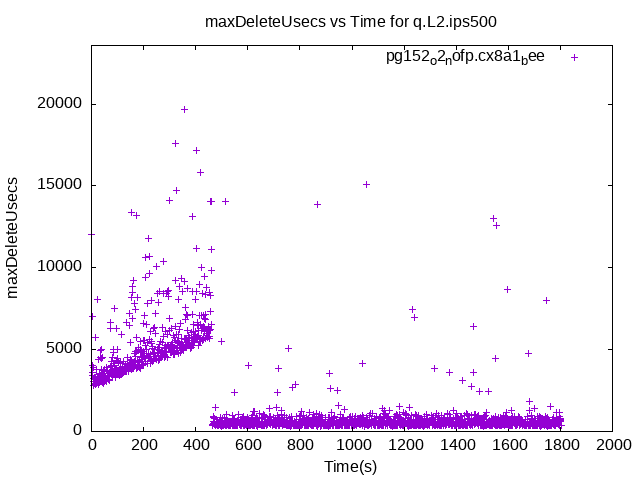 maxDeleteUsecs vs Time for q.L2.ips500
pg152o2nofp.cx8a1bee
maxDeleteUsecs
20000
15000
10000
5000
0
0 200 400 600 800 1000 1200 1400 1600 1800 2000
Time(s)